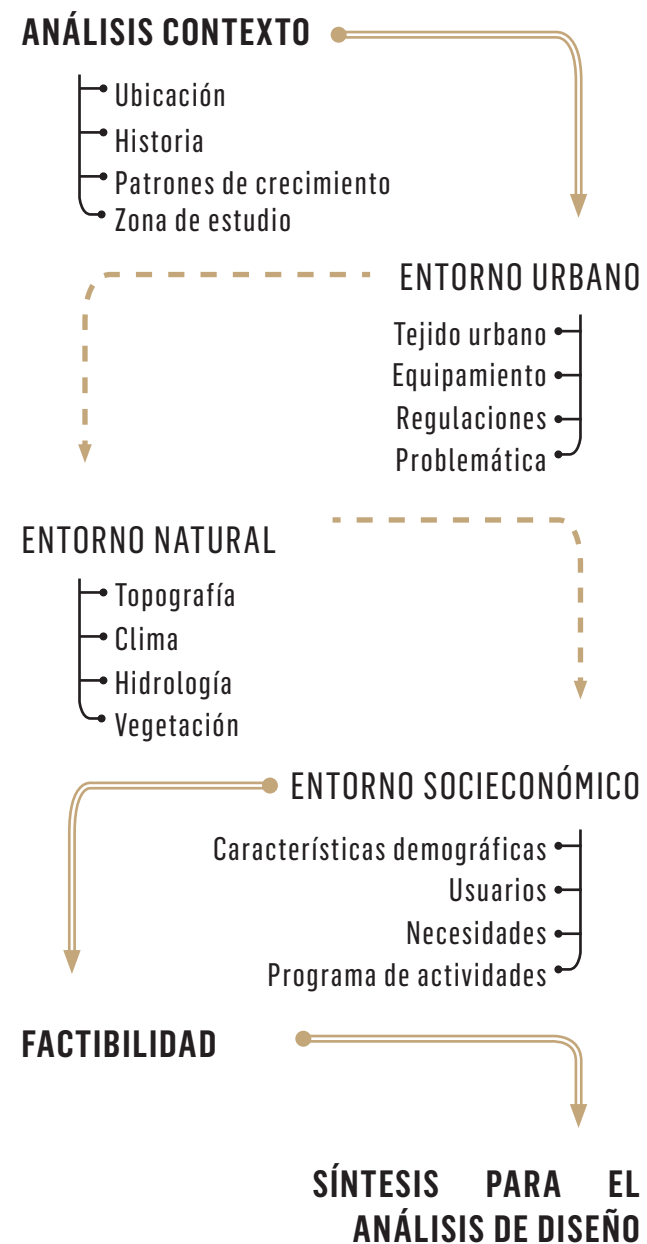 ANÁLISIS CONTEXTO
Ubicación
Historia
Patrones de crecimiento
Zona de estudio
ENTORNO URBANO
Tejido urbano
Equipamiento
Regulaciones
Problemática
ENTORNO NATURAL
Topografía
Clima
Hidrología
Vegetación
ENTORNO SOCIECONÓMICO
Características demográficas
Usuarios
Necesidades
Programa de actividades
FACTIBILIDAD
SÍNTESIS PARA EL
ANÁLISIS DE DISEÑO